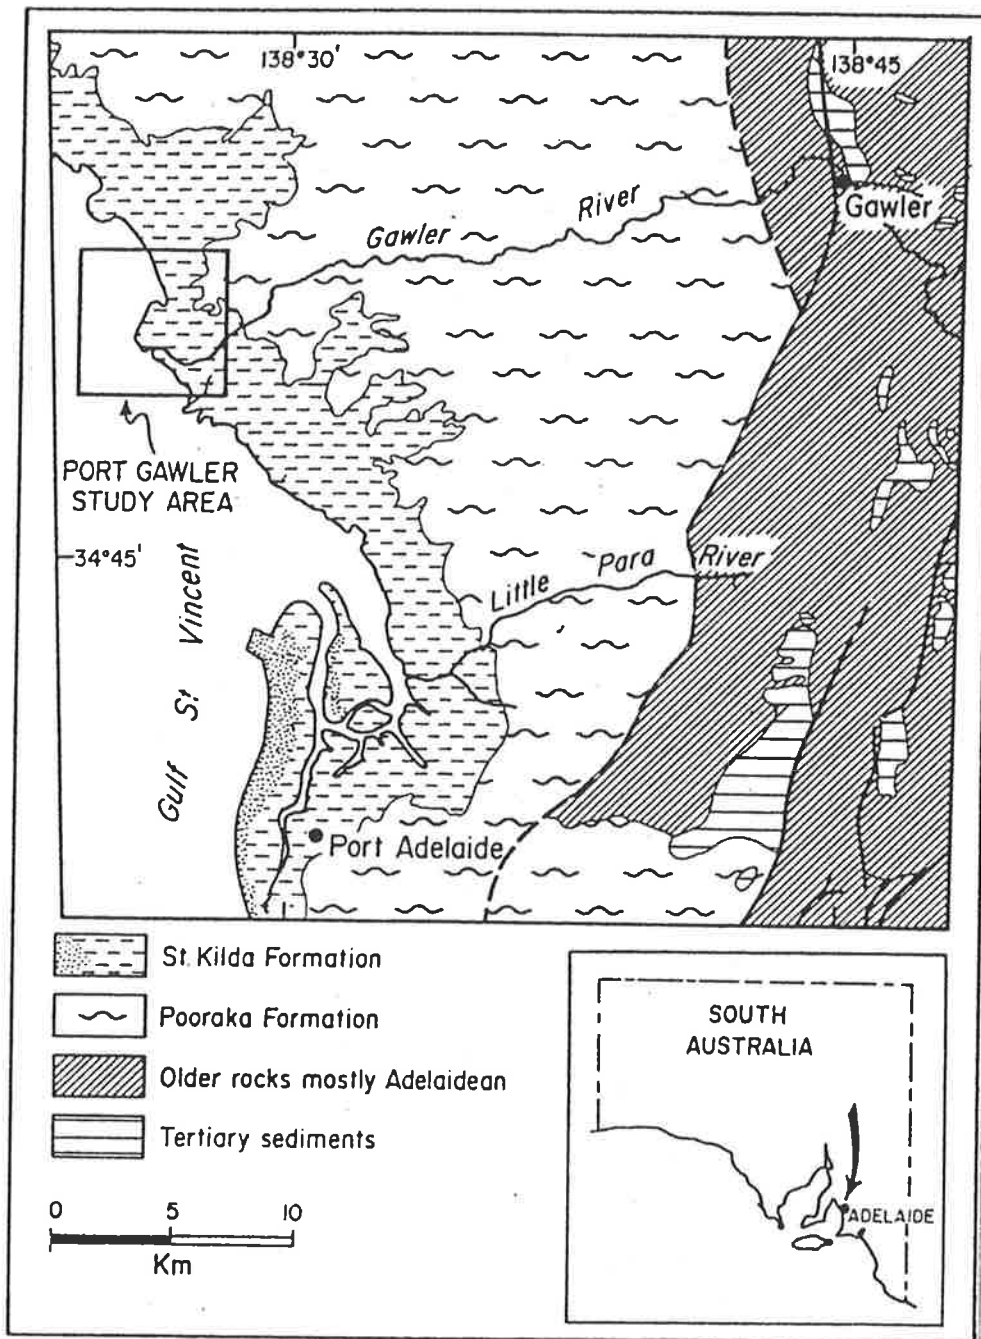 138°30'
138°45
Gawler River
Gawler
PORT GAWLER
STUDY AREA
34°45'
Gulf St Vincent
Little Para River
Port Adelaide
St. Kilda Formation
Pooraka Formation
Older rocks mostly Adelaidean
Tertiary sediments
0 5 10
Km
SOUTH
AUSTRALIA
ADELAIDE